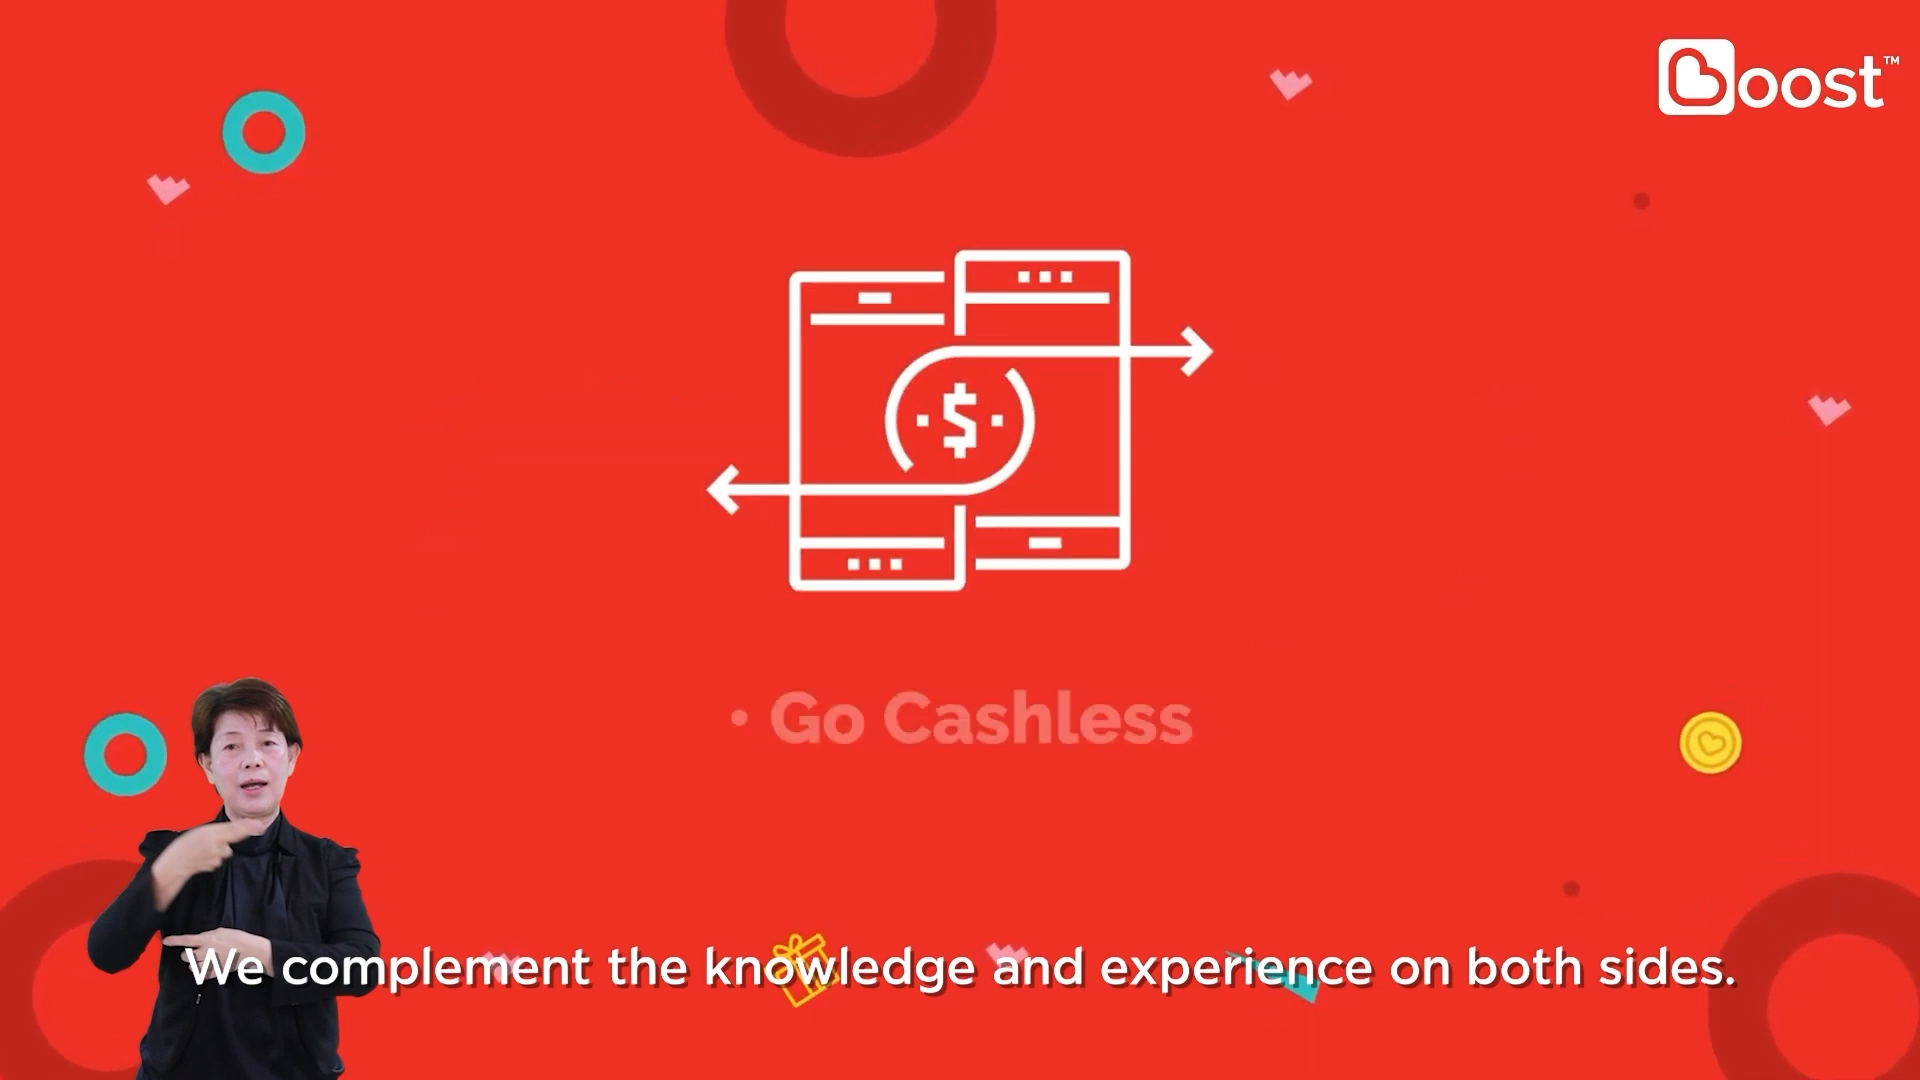 Boost™
$
• Go Cashless
We complement the knowledge and experience on both sides.